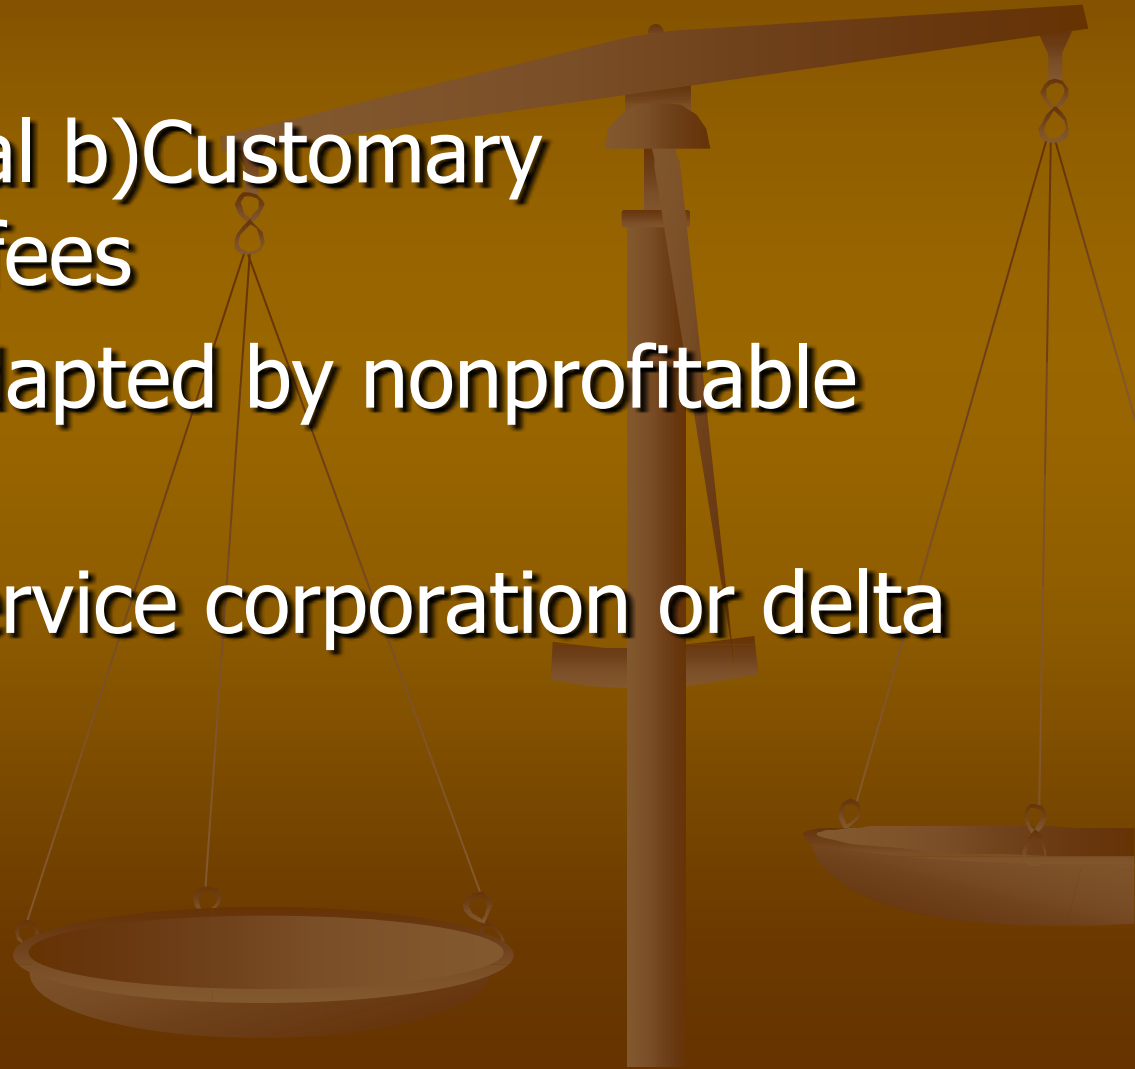 al b)Customary
fees
lapted by nonprofitable
rvice corporation or delta